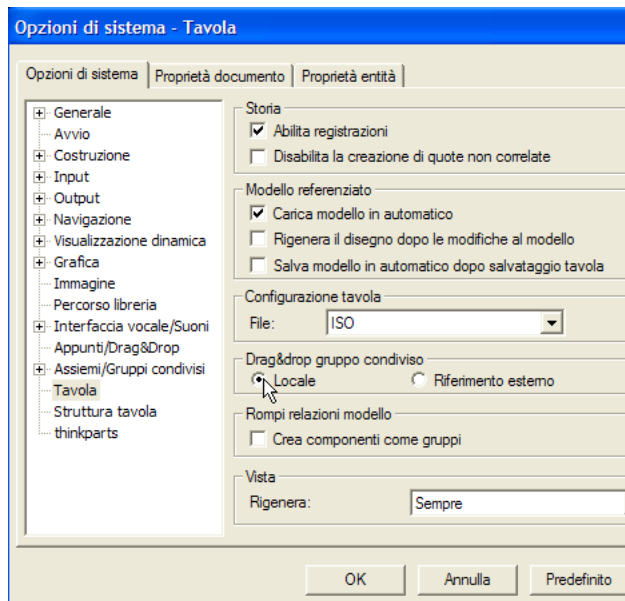 Opzioni di sistema - Tavola
Opzioni di sistema
Proprietà documento
Proprietà entità
Generale
Avvio
Costruzione
Input
Output
Navigazione
Visualizzazione dinamica
Grafica
Immagine
Percorso libreria
Interfaccia vocale/Suoni
Appunti/Drag&Drop
Assiemi/Gruppi condivisi
Tavola
Struttura tavola
thinkparts
Storia
Abilita registrazioni
Disabilita la creazione di quote non correlate
Modello referenziato
Carica modello in automatico
Rigenera il disegno dopo le modifiche al modello
Salva modello in automatico dopo salvataggio tavola
Configurazione tavola
File: ISO
Drag&drop gruppo condiviso
Locale Riferimento esterno
Rompi relazioni modello
Crea componenti come gruppi
Vista
Rigenera: Sempre
OK Annulla Predefinito